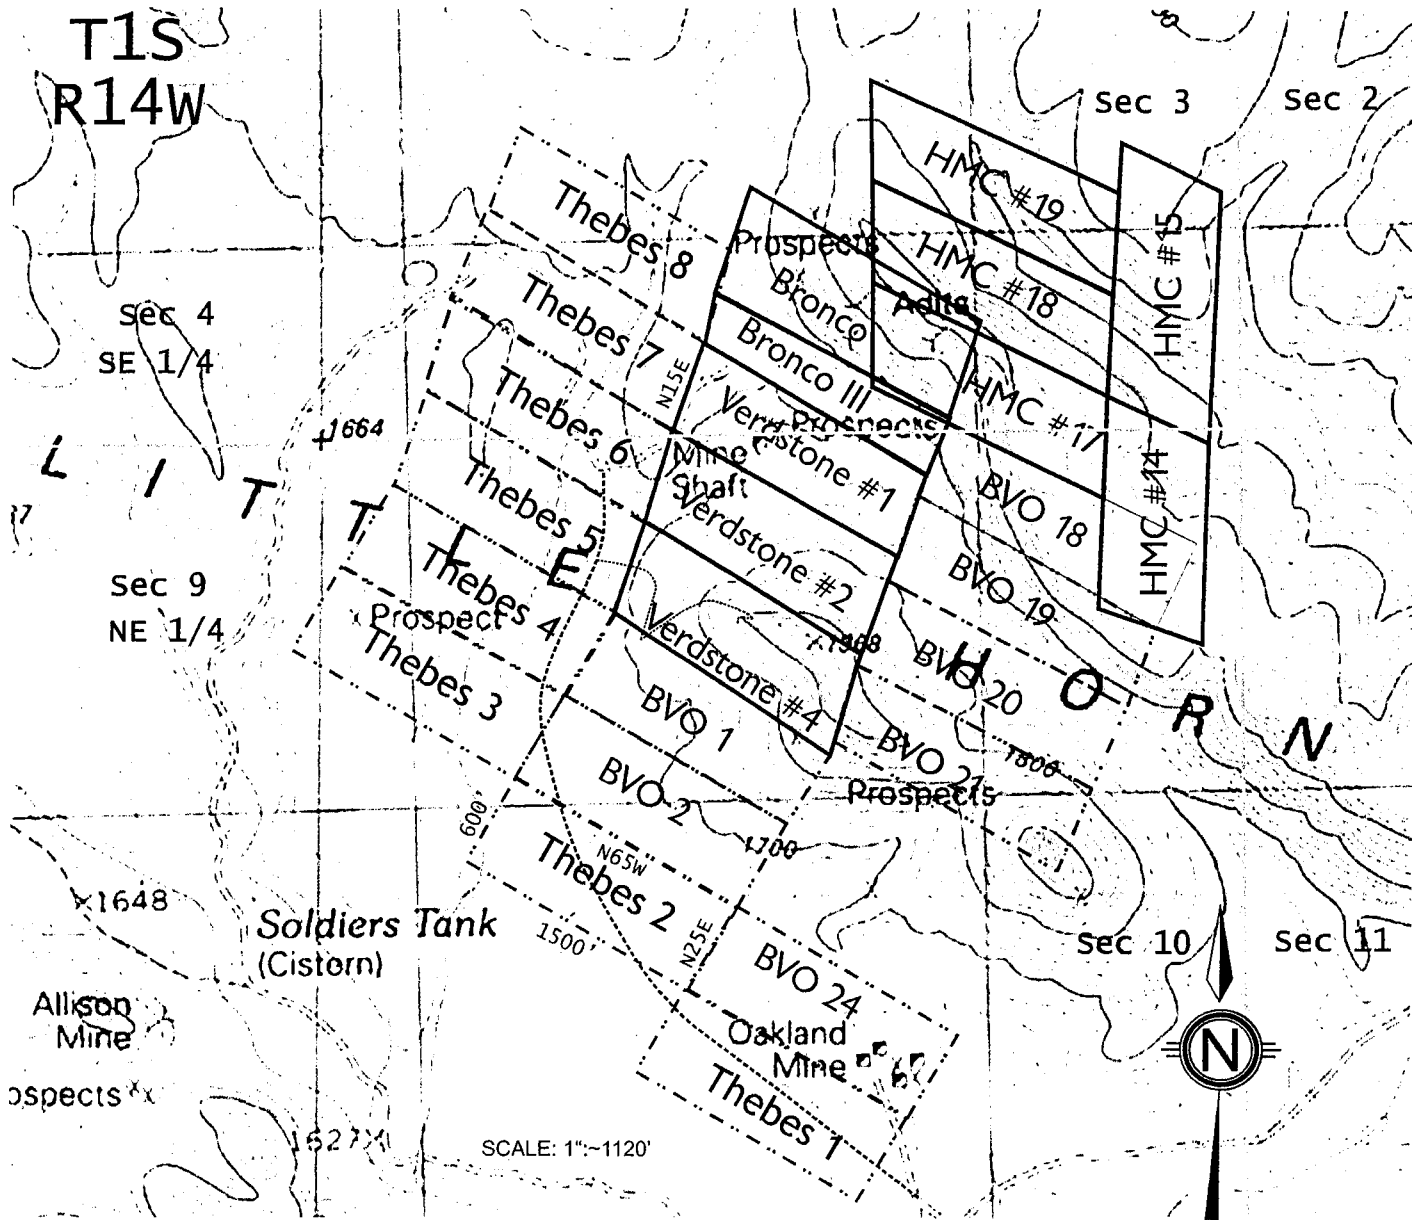 T1S
R14W
Sec 3
Sec 2
HMC #19
HMC #15
Thebes 8
Prospects
HMC #18
Bronco
Adits
Sec 4
SE 1/4
Thebes 7
Bronco III
N15E
HMC #17
Verdstone #1
Prospects
Thebes 6
1664
Mine
Shaft
HMC #14
BVO 18
Thebes 5
Verdstone #2
LITTLE HORN
BVO 19
Sec 9
NE 1/4
Thebes 4
Prospect
1968
Thebes 3
Verdstone #4
BVO 20
BVO 1
BVO 21
1800
Prospects
BVO 2
600'
1700
N65W
Thebes 2
1648
Soldiers Tank
(Cistorn)
1500'
N25E
BVO 24
Sec 10
Sec 11
Allison
Mine
Oakland
Mine
N
ospects
Thebes 1
1627
SCALE: 1":~1120'